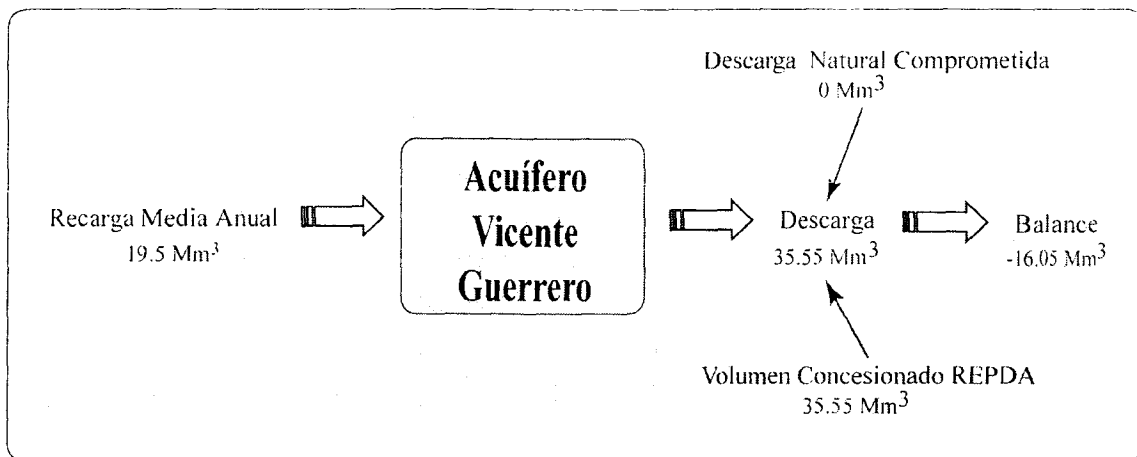 Descarga Natural Comprometida
0 Mm³
Recarga Media Anual
19.5 Mm³
Acuífero
Vicente
Guerrero
Descarga
35.55 Mm³
Balance
-16.05 Mm³
Volumen Concesionado REPDA
35.55 Mm³